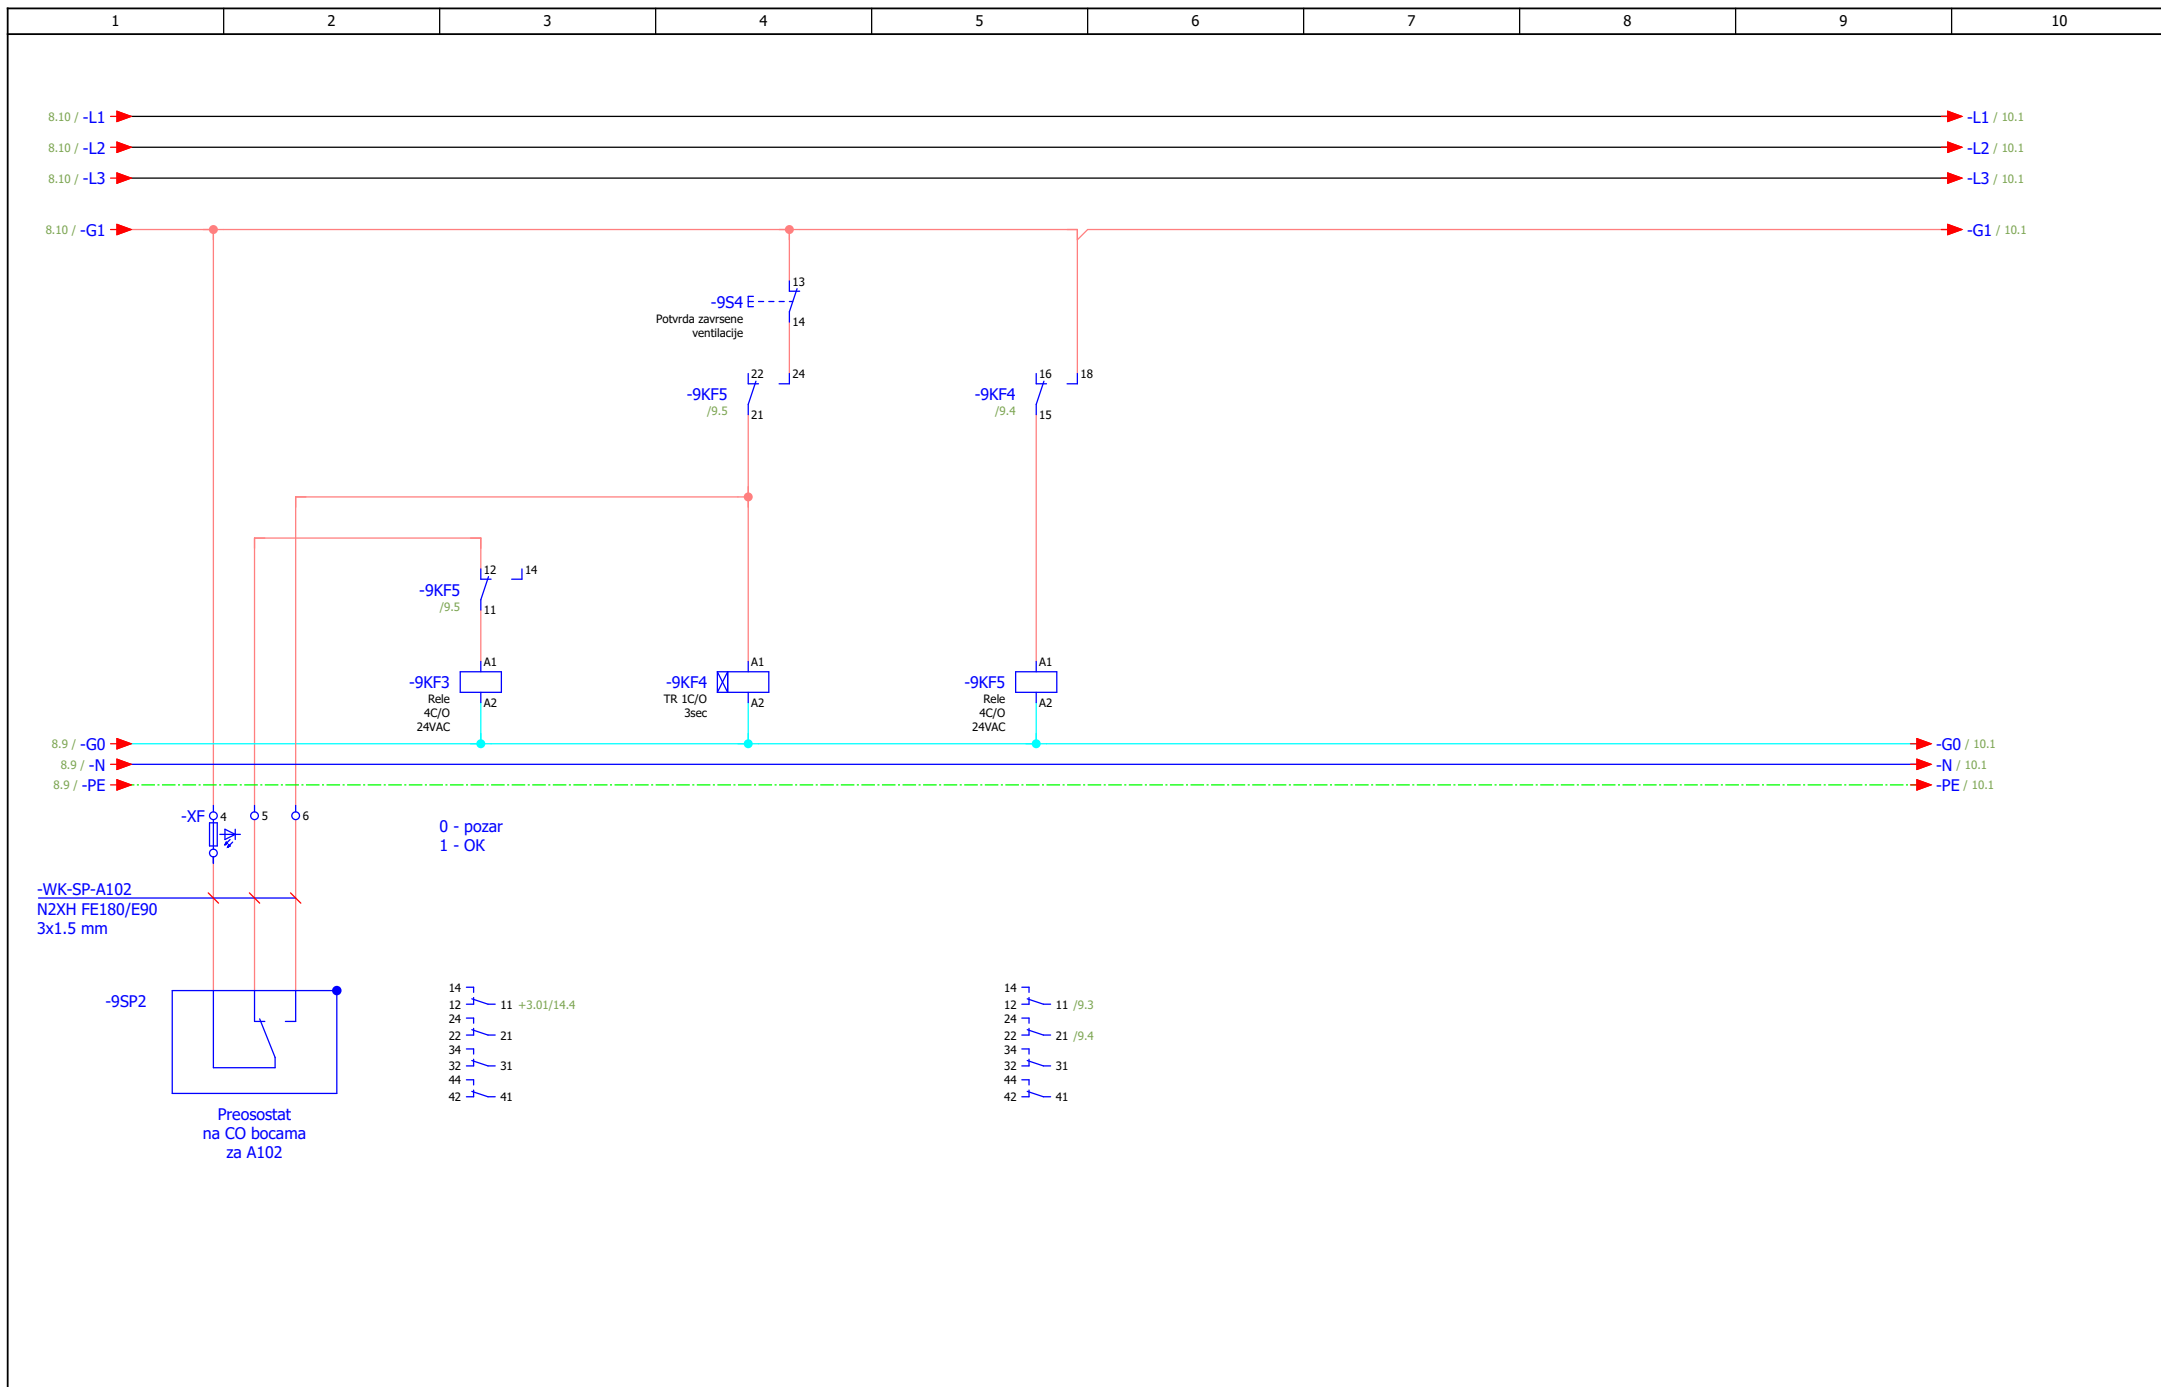 1 2 3 4 5 6 7 8 9 10
8.10 / -L1 -L1 / 10.1
8.10 / -L2 -L2 / 10.1
8.10 / -L3 -L3 / 10.1
8.10 / -G1 -G1 / 10.1
13
-9S4 E
Potvrda zavrsene
14
ventilacije
22 24 16 18
-9KF5 -9KF4
/9.5 /9.4
21 15
12 14
-9KF5
/9.5
11
A1 A1 A1
-9KF3 -9KF4 -9KF5
Rele TR 1C/O Rele
A2 A2 A2
4C/O 3sec 4C/O
24VAC 24VAC
8.9 / -G0 -G0 / 10.1
8.9 / -N -N / 10.1
8.9 / -PE -PE / 10.1
-XF 4 5 6
0 - pozar
1 - OK
-WK-SP-A102
N2XH FE180/E90
3x1.5 mm
-9SP2
Preosostat
na CO bocama
za A102
14
12 11 +3.01/14.4
24
22 21
34
32 31
44
42 41
14
12 11 /9.3
24
22 21 /9.4
34
32 31
44
42 41